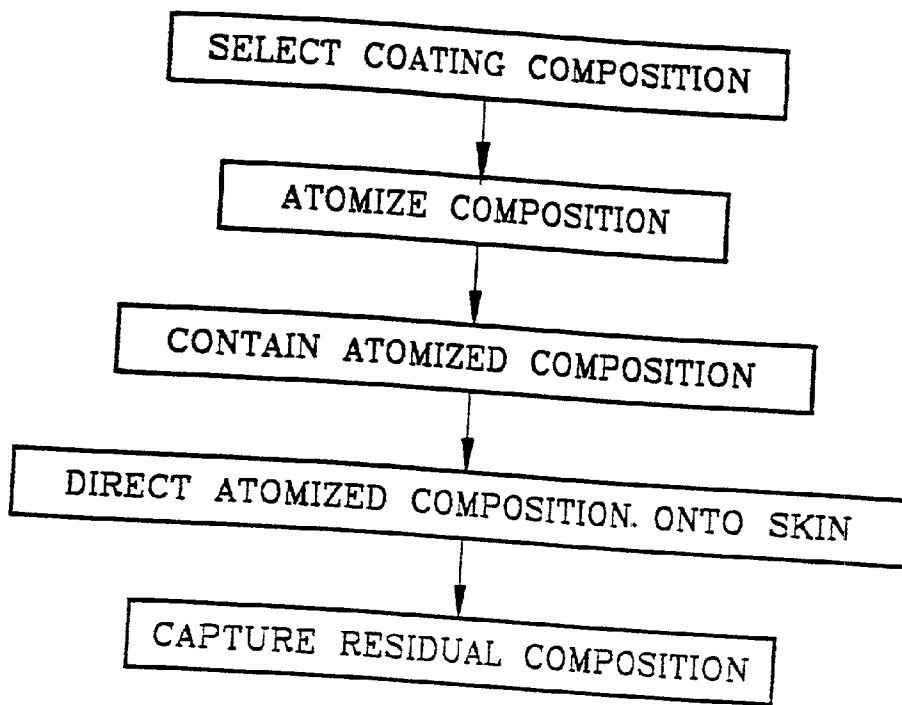 SELECT COATING COMPOSITION
ATOMIZE COMPOSITION
CONTAIN ATOMIZED COMPOSITION
DIRECT ATOMIZED COMPOSITION. ONTO SKIN
CAPTURE RESIDUAL COMPOSITION